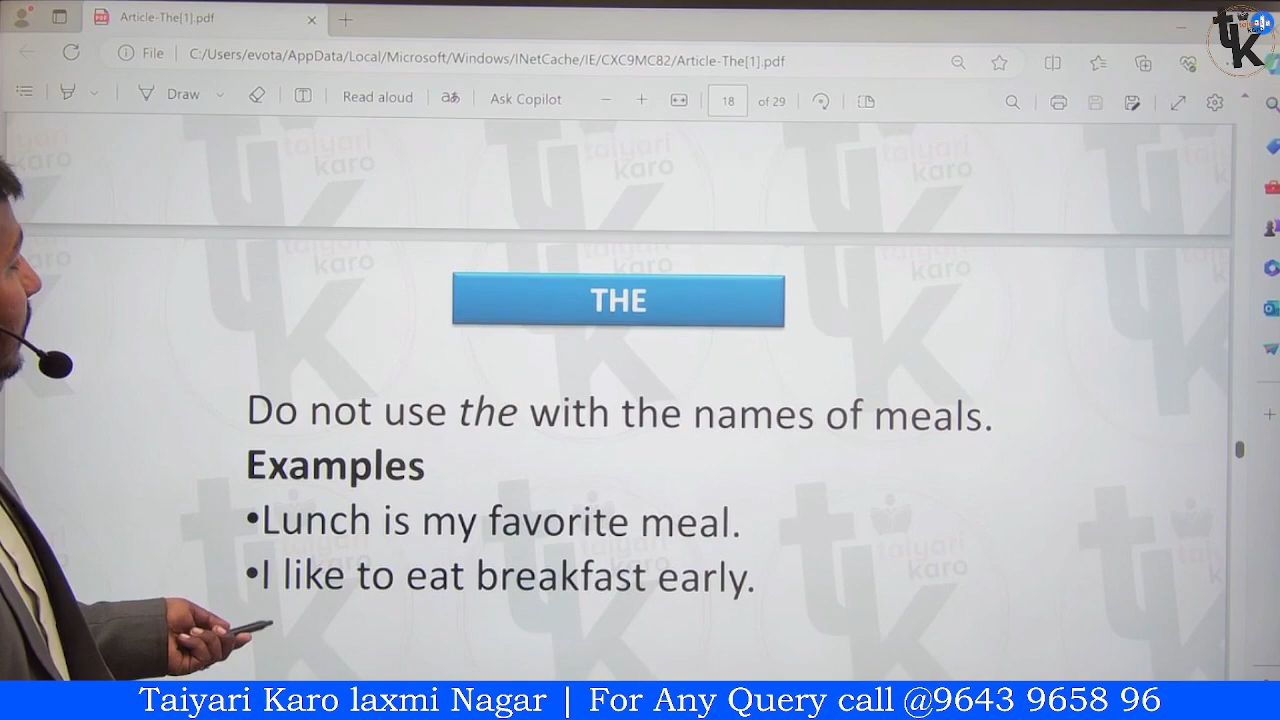 Article-The[1].pdf
File C:/Users/evota/AppData/Local/Microsoft/Windows/INetCache/IE/CXC9MC82/Article-The[1].pdf
Draw Read aloud Ask Copilot 18 of 29
taiyari karo
THE
Do not use the with the names of meals.
Examples
•Lunch is my favorite meal.
•I like to eat breakfast early.
Taiyari Karo laxmi Nagar | For Any Query call @9643 9658 96